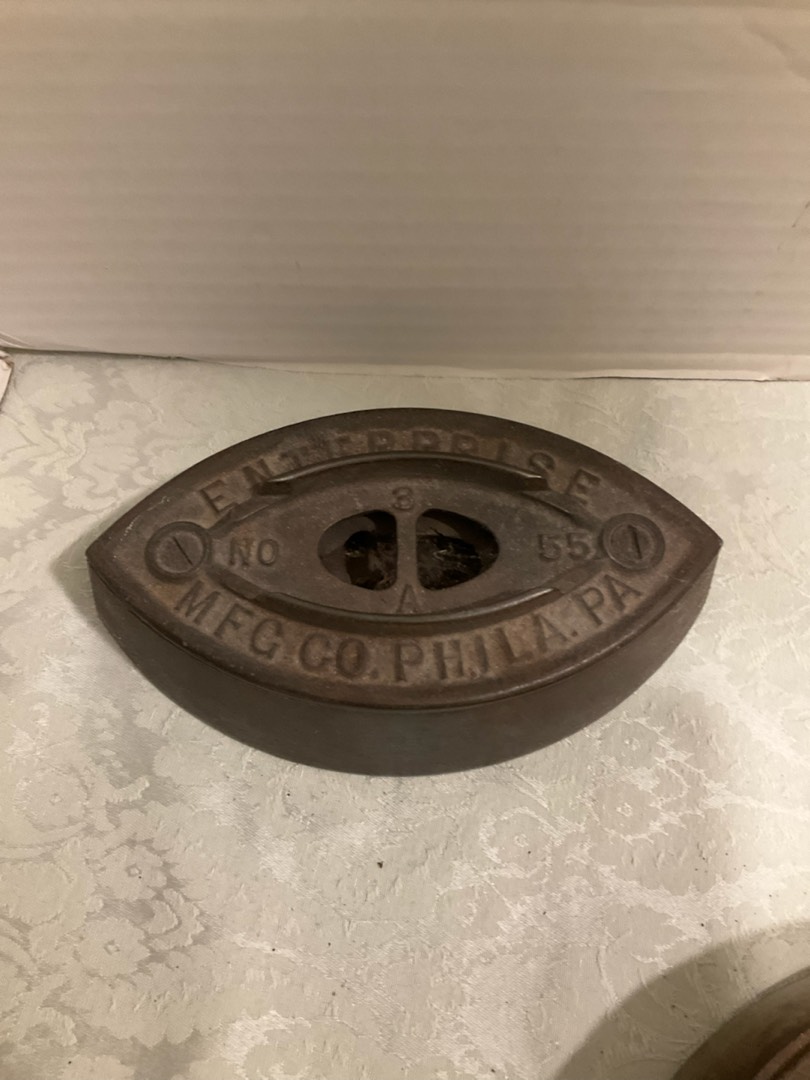 ENTERPRISE
3
NO 55
A
MFG CO. PHILA. PA